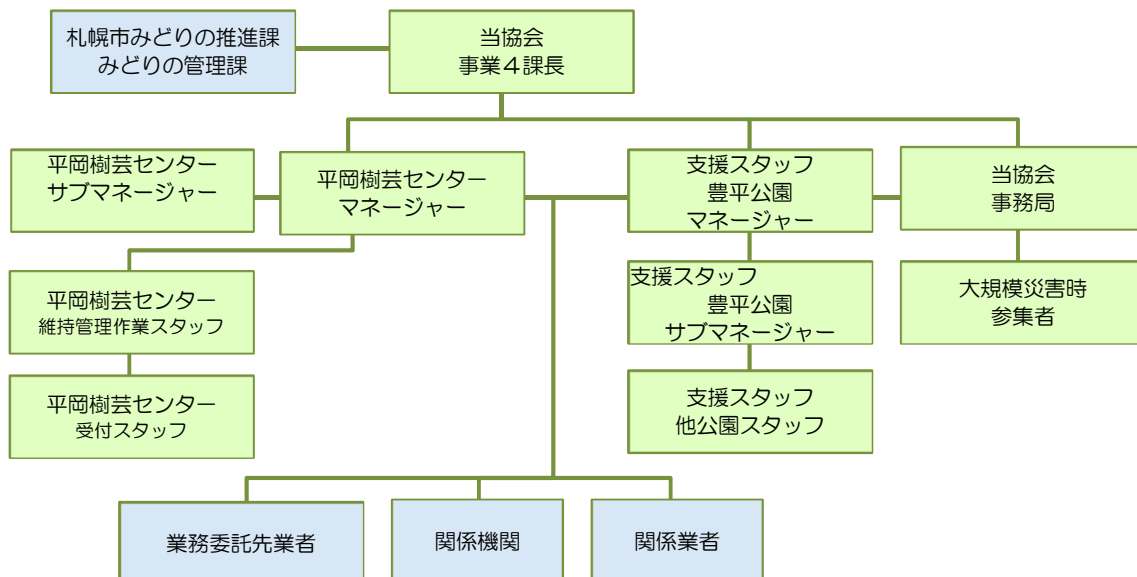 札幌市みどりの推進課
みどりの管理課
当協会
事業４課長
平岡樹芸センター
サブマネージャー
平岡樹芸センター
マネージャー
支援スタッフ
豊平公園
マネージャー
当協会
事務局
平岡樹芸センター
維持管理作業スタッフ
支援スタッフ
豊平公園
サブマネージャー
大規模災害時
参集者
平岡樹芸センター
受付スタッフ
支援スタッフ
他公園スタッフ
業務委託先業者
関係機関
関係業者